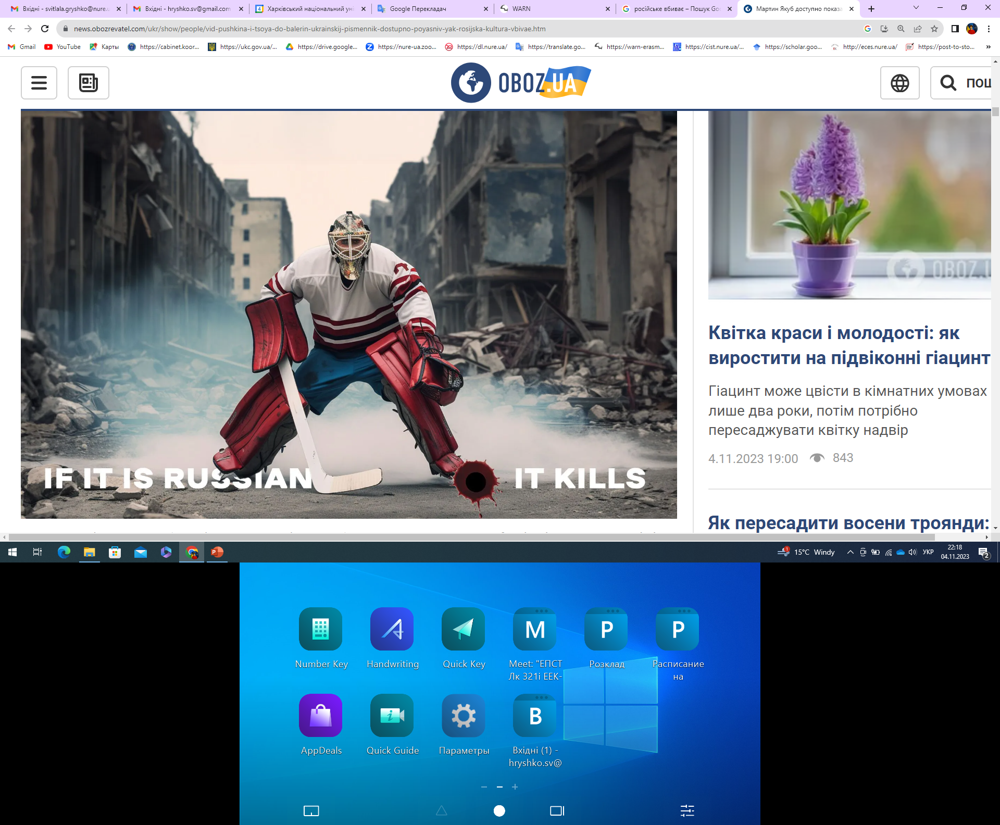 Вхідні - svitlala.gryshko@nure.u
Вхідні - hryshko.sv@gmail.com
4
Харківський національний уні
Google Перекладач
WARN
російське вбиває – Пошук Goo
Мартин Якуб доступно показа
news.obozrevatel.com/ukr/show/people/vid-pushkina-i-tsoya-do-balerin-ukrainskij-pismennik-dostupno-poyasniv-yak-rosijska-kultura-vbivae.htm
Gmail
YouTube
Карты
https://cabinet.koor...
https://ukc.gov.ua/...
https://drive.google...
https://nure-ua.zoo...
https://dl.nure.ua/
https://translate.go...
https://warn-erasm...
https://cist.nure.ua/...
https://scholar.goo...
http://eces.nure.ua/
https://post-to-sto...
»
OBOZ.UA
ПОШ
IF IT IS RUSSIAN IT KILLS
OBOZ.U
Квітка краси і молодості: як
виростити на підвіконні гіацинт
Гіацинт може цвісти в кімнатних умовах
лише два роки, потім потрібно
пересаджувати квітку надвір
4.11.2023 19:00 843
Як пересадити восени троянди:
1
15°C Windy
УКР
22:18
04.11.2023
2
Number Key
Handwriting
Quick Key
M
Meet: "ЕПСТ
Лк 321і ЕЕК-
Р
Розклад
Р
Расписание
на
AppDeals
Quick Guide
Параметры
В
Вхідні (1) -
hryshko.sv@